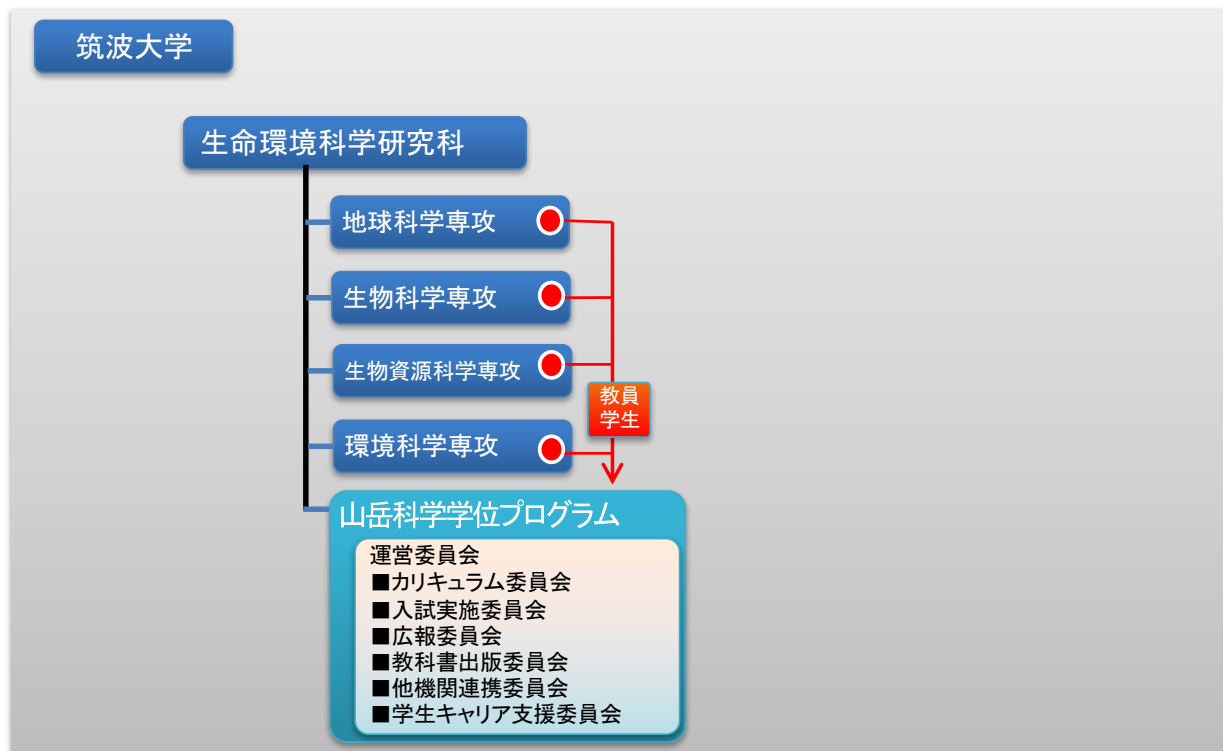 筑波大学
生命環境科学研究科
地球科学専攻
生物科学専攻
生物資源科学専攻
教員
学生
環境科学専攻
山岳科学学位プログラム
運営委員会
■カリキュラム委員会
■入試実施委員会
■広報委員会
■教科書出版委員会
■他機関連携委員会
■学生キャリア支援委員会